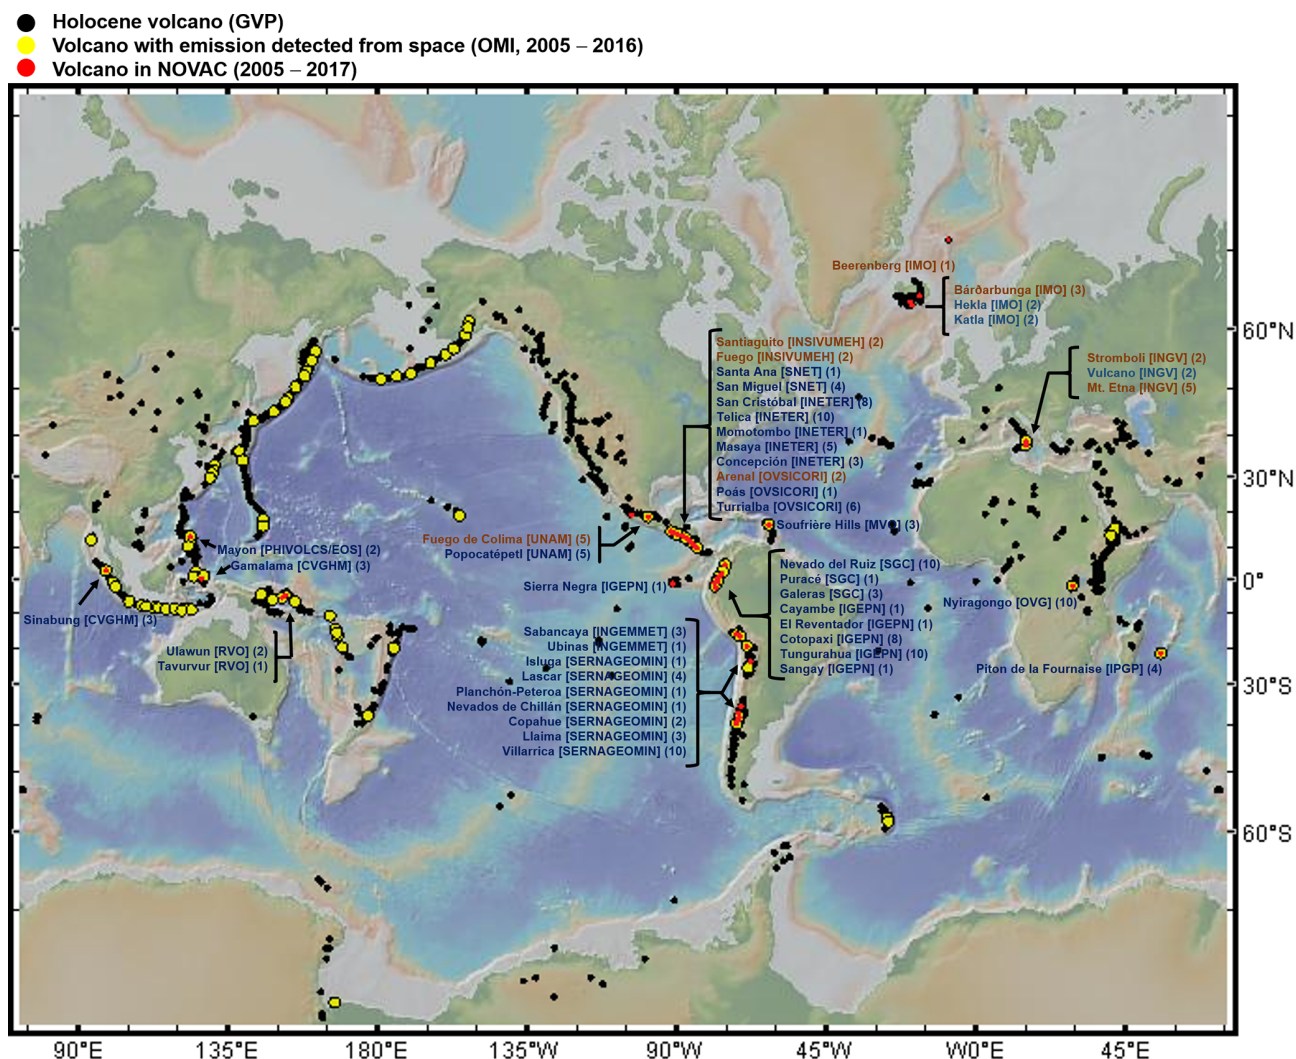 Holocene volcano (GVP)
Volcano with emission detected from space (OMI, 2005 – 2016)
Volcano in NOVAC (2005 – 2017)
Beerenberg [IMO] (1)
Bárðarbunga [IMO] (3)
Hekla [IMO] (2)
Katla [IMO] (2)
60°N
Santiaguito [INSIVUMEH] (2)
Fuego [INSIVUMEH] (2)
Santa Ana [SNET] (1)
San Miguel [SNET] (4)
San Cristóbal [INETER] (8)
Telica [INETER] (10)
Momotombo [INETER] (1)
Masaya [INETER] (5)
Concepción [INETER] (3)
Arenal [OVSICORI] (2)
Poás [OVSICORI] (1)
Turrialba [OVSICORI] (6)
Stromboli [INGV] (2)
Vulcano [INGV] (2)
Mt. Etna [INGV] (5)
30°N
Soufrière Hills [MVO] (3)
Fuego de Colima [UNAM] (5)
Popocatépetl [UNAM] (5)
Mayon [PHIVOLCS/EOS] (2)
Gamalama [CVGHM] (3)
Sinabung [CVGHM] (3)
Sierra Negra [IGEPN] (1)
Nevado del Ruiz [SGC] (10)
Puracé [SGC] (1)
Galeras [SGC] (3)
Cayambe [IGEPN] (1)
El Reventador [IGEPN] (1)
Cotopaxi [IGEPN] (8)
Tungurahua [IGEPN] (10)
Sangay [IGEPN] (1)
0°
Nyiragongo [OVG] (10)
Ulawun [RVO] (2)
Tavurvur [RVO] (1)
Sabancaya [INGEMMET] (3)
Ubinas [INGEMMET] (1)
Isluga [SERNAGEOMIN] (1)
Lascar [SERNAGEOMIN] (4)
Planchón-Peteroa [SERNAGEOMIN] (1)
Nevados de Chillán [SERNAGEOMIN] (1)
Copahue [SERNAGEOMIN] (2)
Llaima [SERNAGEOMIN] (3)
Villarrica [SERNAGEOMIN] (10)
Piton de la Fournaise [IPGP] (4)
30°S
60°S
90°E 135°E 180°E 135°W 90°W 45°W W0°E 45°E